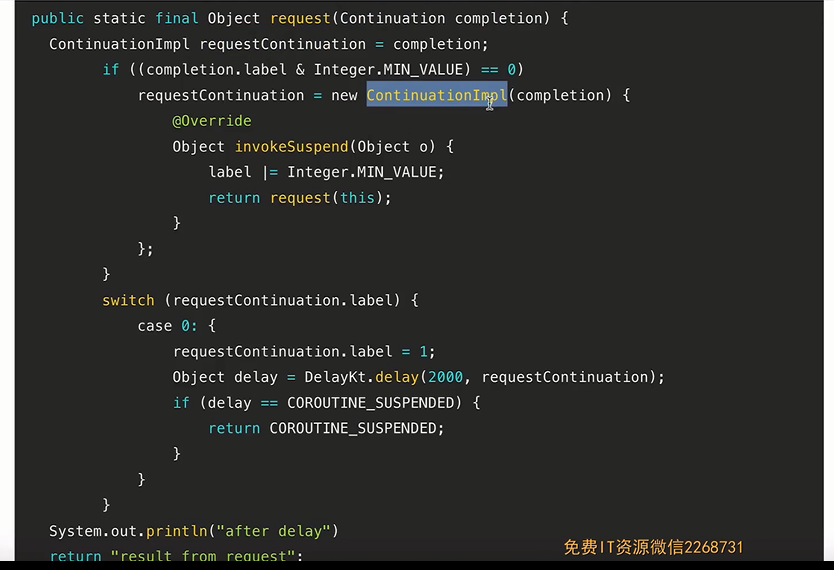 public static final Object request(Continuation completion) {
ContinuationImpl requestContinuation = completion;
if ((completion.label & Integer.MIN_VALUE) == 0)
requestContinuation = new ContinuationImpl(completion) {
@Override
Object invokeSuspend(Object o) {
label |= Integer.MIN_VALUE;
return request(this);
}
};
}
switch (requestContinuation.label) {
case 0: {
requestContinuation.label = 1;
Object delay = DelayKt.delay(2000, requestContinuation);
if (delay == COROUTINE_SUSPENDED) {
return COROUTINE_SUSPENDED;
}
}
}
System.out.println("after delay")
return "result from request";
免费IT资源微信2268731